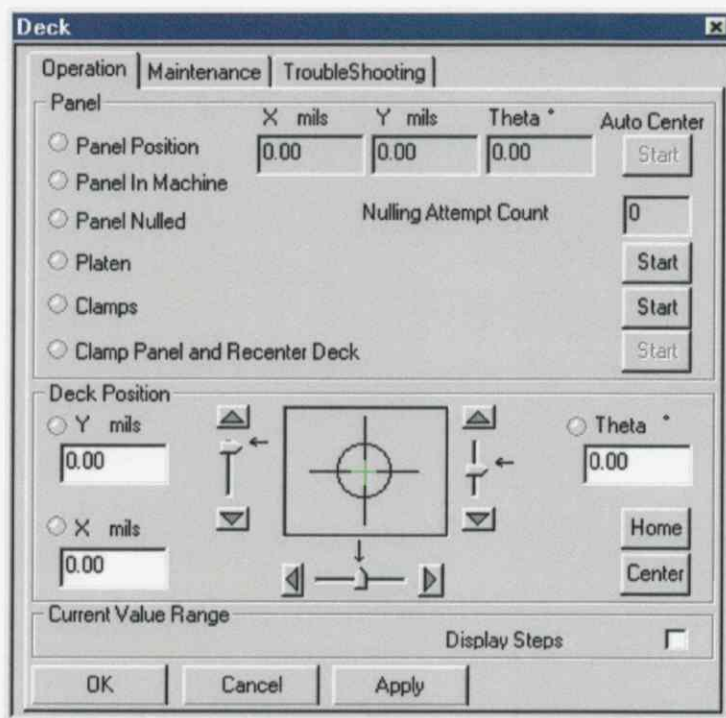 Deck
Operation Maintenance TroubleShooting
Panel
X mils Y mils Theta ° Auto Center
Panel Position 0.00 0.00 0.00 Start
Panel In Machine
Panel Nulled Nulling Attempt Count 0
Platen Start
Clamps Start
Clamp Panel and Recenter Deck Start
Deck Position
Y mils Theta °
0.00 0.00
X mils Home
0.00 Center
Current Value Range
Display Steps
OK Cancel Apply